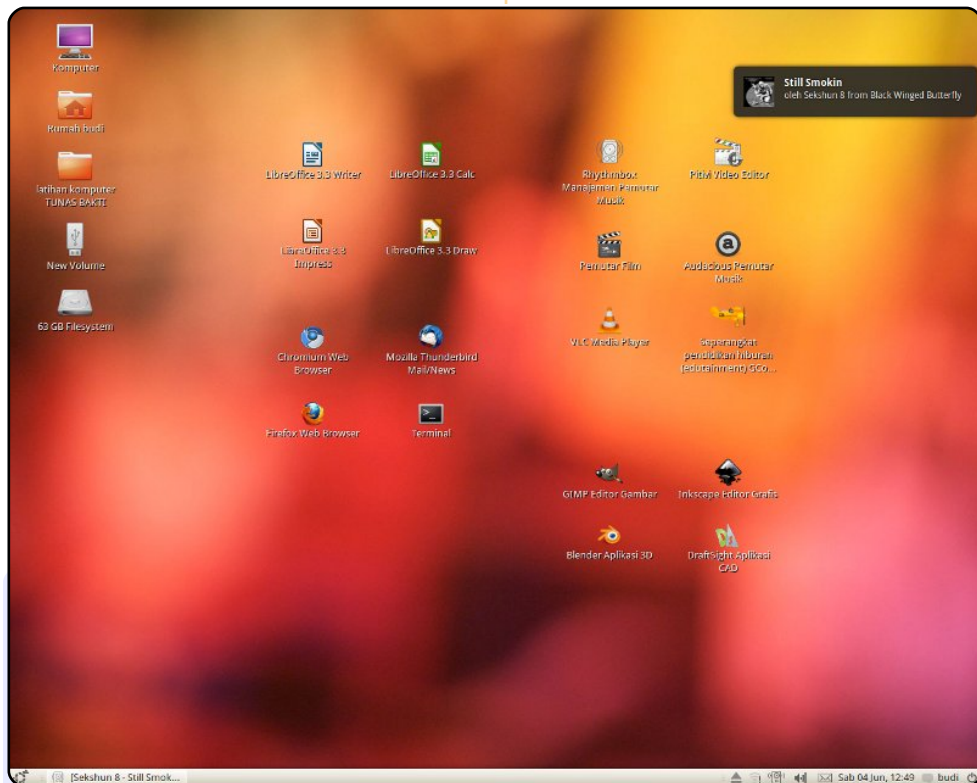 Komputer
Rumah budi
latihan komputer
TUNAS BAKTI
New Volume
63 GB Filesystem
LibreOffice 3.3 Writer
LibreOffice 3.3 Calc
LibreOffice 3.3
Impress
LibreOffice 3.3 Draw
Chromium Web
Browser
Mozilla Thunderbird
Mail/News
Firefox Web Browser
Terminal
Still Smokin
oleh Sekshun 8 from Black Winged Butterfly
Rhythmbox
Manajemen Pemutar
Musik
Pitivi Video Editor
Pemutar Film
Audacious Pemutar
Musik
VLC Media Player
Seperangkat
pendidikan hiburan
(edutainment) GCo...
GIMP Editor Gambar
Inkscape Editor Grafis
Blender Aplikasi 3D
DraftSight Aplikasi
CAD
[Sekshun 8 - Still Smok...
Sab 04 Jun, 12:49
budi